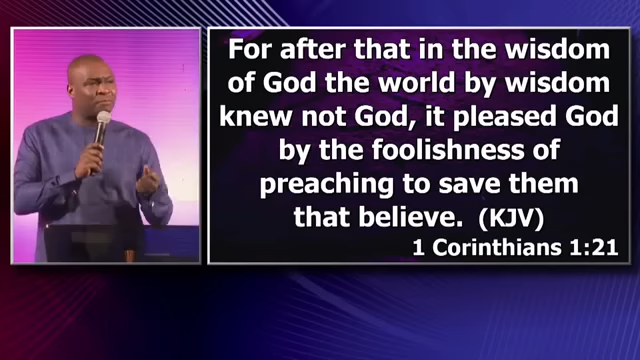 For after that in the wisdom
of God the world by wisdom
knew not God, it pleased God
by the foolishness of
preaching to save them
that believe. (KJV)
1 Corinthians 1:21